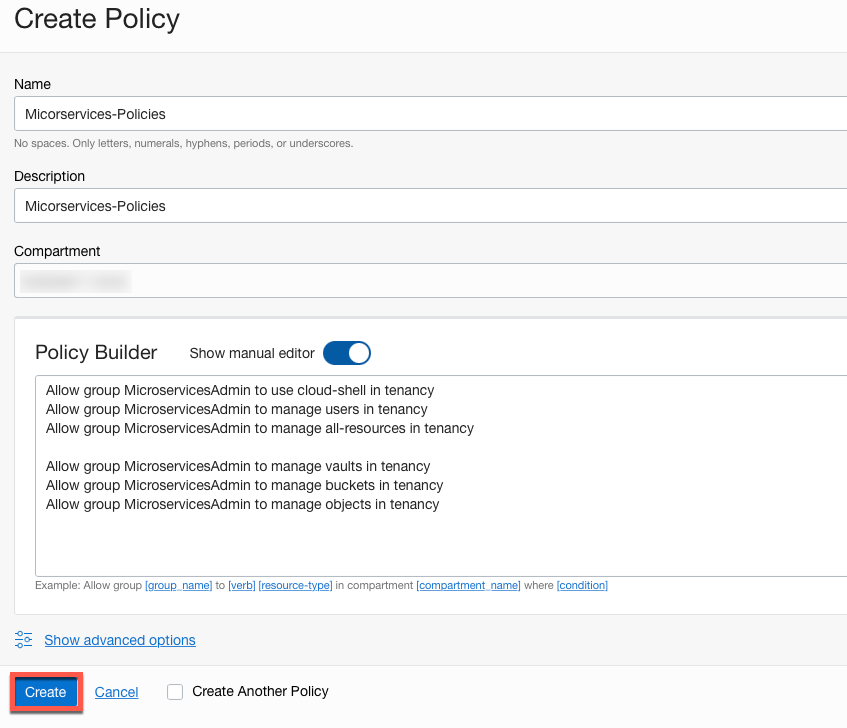 Create Policy
Name
Micorservices-Policies
No spaces. Only letters, numerals, hyphens, periods, or underscores.
Description
Micorservices-Policies
Compartment
Policy Builder Show manual editor
Allow group MicroservicesAdmin to use cloud-shell in tenancy
Allow group MicroservicesAdmin to manage users in tenancy
Allow group MicroservicesAdmin to manage all-resources in tenancy
Allow group MicroservicesAdmin to manage vaults in tenancy
Allow group MicroservicesAdmin to manage buckets in tenancy
Allow group MicroservicesAdmin to manage objects in tenancy
Example: Allow group [group_name] to [verb] [resource-type] in compartment [compartment_name] where [condition]
Show advanced options
Create Cancel Create Another Policy